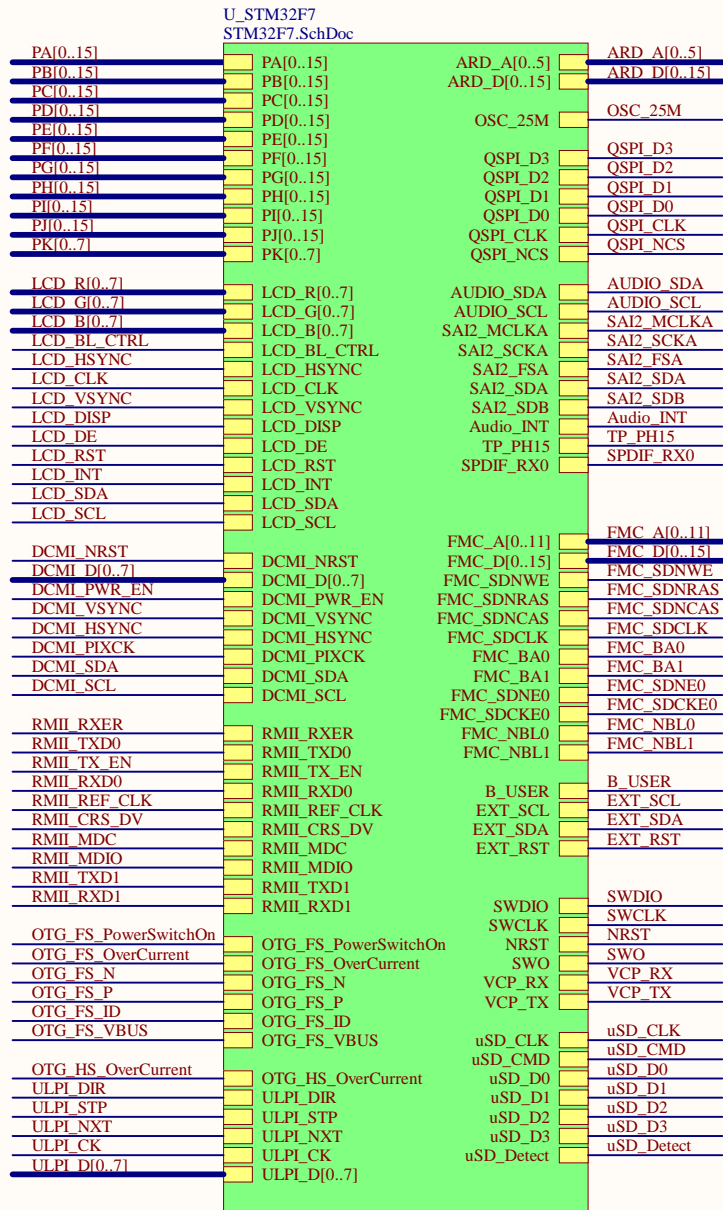 U_STM32F7
STM32F7.SchDoc
PA[0..15]
PB[0..15]
PC[0..15]
PD[0..15]
PE[0..15]
PF[0..15]
PG[0..15]
PH[0..15]
PI[0..15]
PJ[0..15]
PK[0..7]
LCD_R[0..7]
LCD_G[0..7]
LCD_B[0..7]
LCD_BL_CTRL
LCD_HSYNC
LCD_CLK
LCD_VSYNC
LCD_DISP
LCD_DE
LCD_RST
LCD_INT
LCD_SDA
LCD_SCL
DCMI_NRST
DCMI_D[0..7]
DCMI_PWR_EN
DCMI_VSYNC
DCMI_HSYNC
DCMI_PIXCK
DCMI_SDA
DCMI_SCL
RMII_RXER
RMII_TXD0
RMII_TX_EN
RMII_RXD0
RMII_REF_CLK
RMII_CRS_DV
RMII_MDC
RMII_MDIO
RMII_TXD1
RMII_RXD1
OTG_FS_PowerSwitchOn
OTG_FS_OverCurrent
OTG_FS_N
OTG_FS_P
OTG_FS_ID
OTG_FS_VBUS
OTG_HS_OverCurrent
ULPI_DIR
ULPI_STP
ULPI_NXT
ULPI_CK
ULPI_D[0..7]
PA[0..15]
PB[0..15]
PC[0..15]
PD[0..15]
PE[0..15]
PF[0..15]
PG[0..15]
PH[0..15]
PI[0..15]
PJ[0..15]
PK[0..7]
LCD_R[0..7]
LCD_G[0..7]
LCD_B[0..7]
LCD_BL_CTRL
LCD_HSYNC
LCD_CLK
LCD_VSYNC
LCD_DISP
LCD_DE
LCD_RST
LCD_INT
LCD_SDA
LCD_SCL
DCMI_NRST
DCMI_D[0..7]
DCMI_PWR_EN
DCMI_VSYNC
DCMI_HSYNC
DCMI_PIXCK
DCMI_SDA
DCMI_SCL
RMII_RXER
RMII_TXD0
RMII_TX_EN
RMII_RXD0
RMII_REF_CLK
RMII_CRS_DV
RMII_MDC
RMII_MDIO
RMII_TXD1
RMII_RXD1
OTG_FS_PowerSwitchOn
OTG_FS_OverCurrent
OTG_FS_N
OTG_FS_P
OTG_FS_ID
OTG_FS_VBUS
OTG_HS_OverCurrent
ULPI_DIR
ULPI_STP
ULPI_NXT
ULPI_CK
ULPI_D[0..7]
ARD_A[0..5]
ARD_D[0..15]
OSC_25M
QSPI_D3
QSPI_D2
QSPI_D1
QSPI_D0
QSPI_CLK
QSPI_NCS
AUDIO_SDA
AUDIO_SCL
SAI2_MCLKA
SAI2_SCKA
SAI2_FSA
SAI2_SDA
SAI2_SDB
Audio_INT
TP_PH15
SPDIF_RX0
FMC_A[0..11]
FMC_D[0..15]
FMC_SDNWE
FMC_SDNRAS
FMC_SDNCAS
FMC_SDCLK
FMC_BA0
FMC_BA1
FMC_SDNE0
FMC_SDCKE0
FMC_NBL0
FMC_NBL1
B_USER
EXT_SCL
EXT_SDA
EXT_RST
SWDIO
SWCLK
NRST
SWO
VCP_RX
VCP_TX
uSD_CLK
uSD_CMD
uSD_D0
uSD_D1
uSD_D2
uSD_D3
uSD_Detect
ARD_A[0..5]
ARD_D[0..15]
OSC_25M
QSPI_D3
QSPI_D2
QSPI_D1
QSPI_D0
QSPI_CLK
QSPI_NCS
AUDIO_SDA
AUDIO_SCL
SAI2_MCLKA
SAI2_SCKA
SAI2_FSA
SAI2_SDA
SAI2_SDB
Audio_INT
TP_PH15
SPDIF_RX0
FMC_A[0..11]
FMC_D[0..15]
FMC_SDNWE
FMC_SDNRAS
FMC_SDNCAS
FMC_SDCLK
FMC_BA0
FMC_BA1
FMC_SDNE0
FMC_SDCKE0
FMC_NBL0
FMC_NBL1
B_USER
EXT_SCL
EXT_SDA
EXT_RST
SWDIO
SWCLK
NRST
SWO
VCP_RX
VCP_TX
uSD_CLK
uSD_CMD
uSD_D0
uSD_D1
uSD_D2
uSD_D3
uSD_Detect